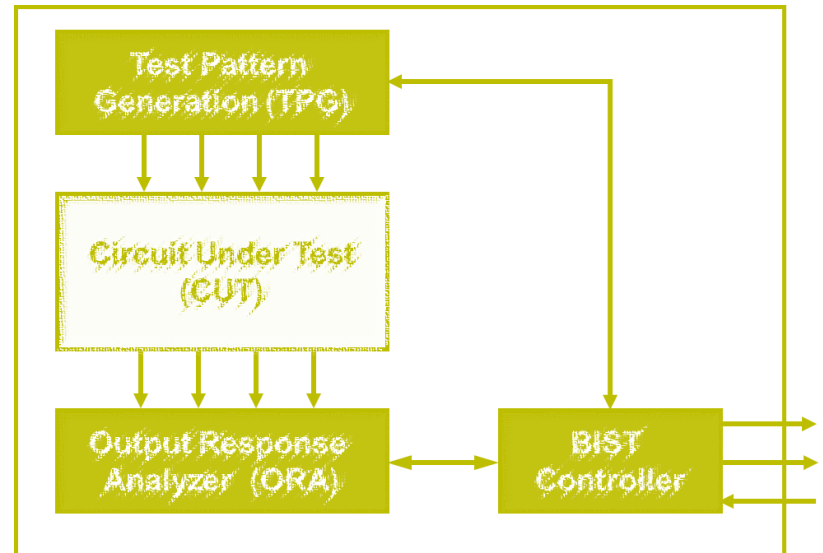 Test Pattern
Generation (TPG)
Circuit Under Test
(CUT)
Output Response
Analyzer (ORA)
BIST
Controller